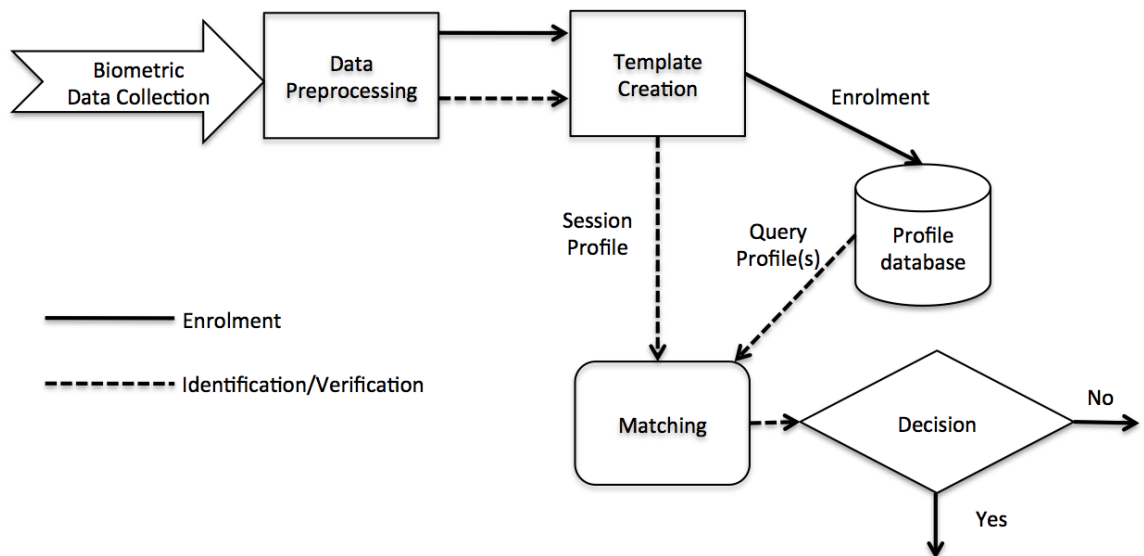 Biometric
Data Collection
Data
Preprocessing
Template
Creation
Enrolment
Session
Profile
Query
Profile(s)
Profile
database
Enrolment
Identification/Verification
Matching
Decision
No
Yes